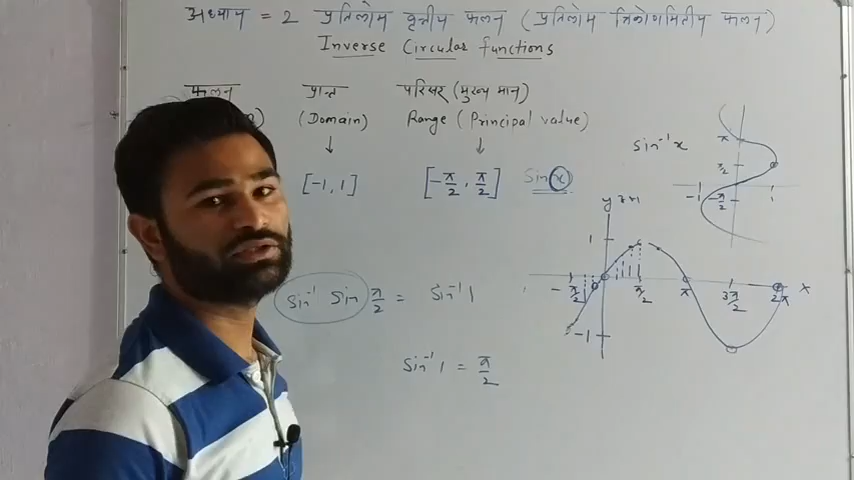 अध्याय = 2 प्रतिलोम वृत्तीय फलन (प्रतिलोम त्रिकोणमितीय फलन)
Inverse Circular functions
फलन प्रान्त परिसर (मुख्य मान)
(Domain) Range (Principal value)
↓ ↓
[-1, 1] [-π/2, π/2] Sin(x)
sin⁻¹ x
π
π/2
-1 1
-π/2
y
1
-π/2 π/2 π 3π/2 2π x
-1
Sin⁻¹ Sin π/2 = Sin⁻¹ 1
Sin⁻¹ 1 = π/2